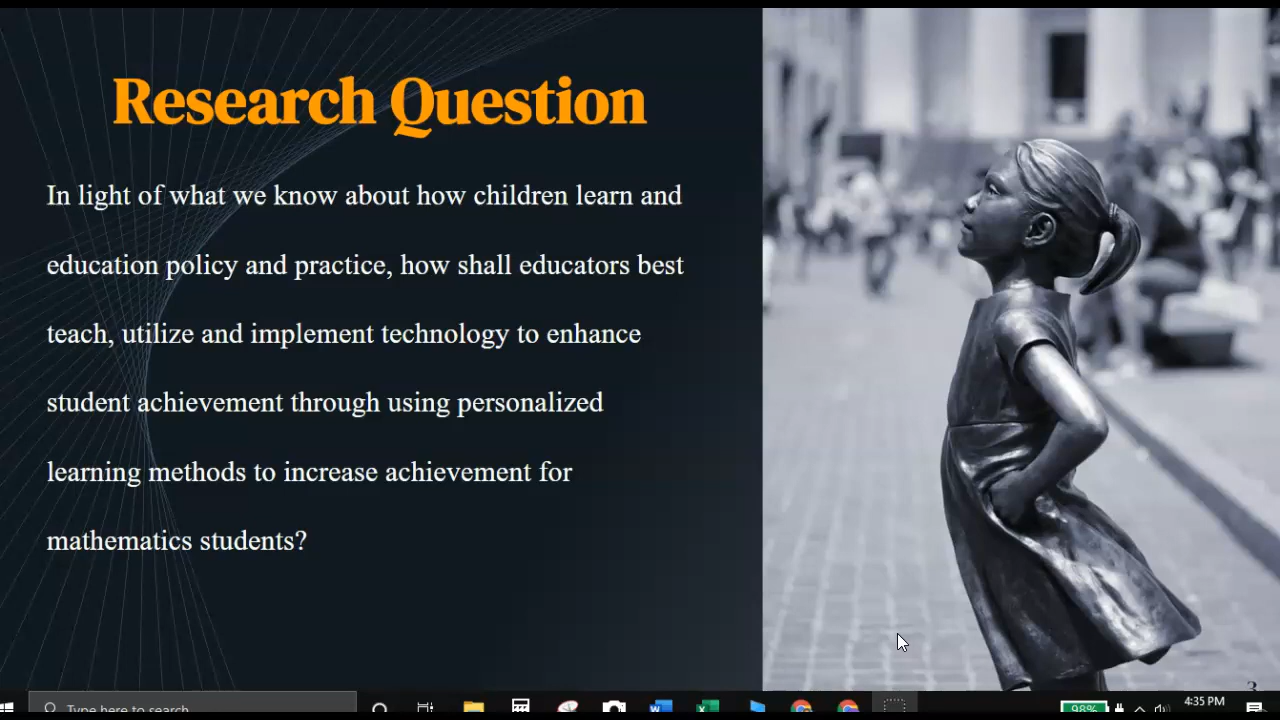 Research Question
In light of what we know about how children learn and
education policy and practice, how shall educators best
teach, utilize and implement technology to enhance
student achievement through using personalized
learning methods to increase achievement for
mathematics students?
3
Type here to search
98%
4:35 PM